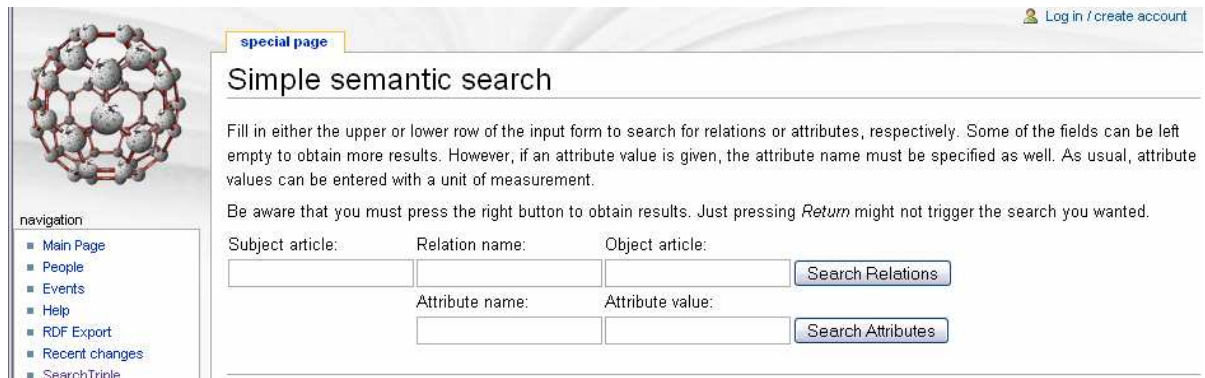 Log in / create account
special page
Simple semantic search
Fill in either the upper or lower row of the input form to search for relations or attributes, respectively. Some of the fields can be left
empty to obtain more results. However, if an attribute value is given, the attribute name must be specified as well. As usual, attribute
values can be entered with a unit of measurement.
Be aware that you must press the right button to obtain results. Just pressing Return might not trigger the search you wanted.
Subject article: Relation name: Object article:
Search Relations
Attribute name: Attribute value:
Search Attributes
navigation
Main Page
People
Events
Help
RDF Export
Recent changes
SearchTriple